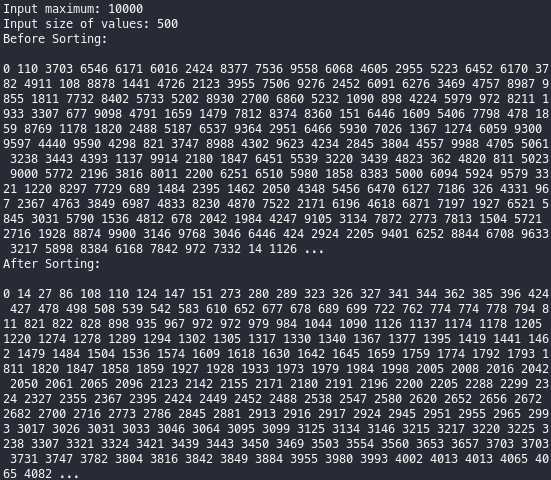 Input maximum: 10000
Input size of values: 500
Before Sorting:
0 110 3703 6546 6171 6016 2424 8377 7536 9558 6068 4605 2955 5223 6452 6170 37
82 4911 108 8878 1441 4726 2123 3955 7506 9276 2452 6091 6276 3469 4757 8987 9
855 1811 7732 8402 5733 5202 8930 2700 6860 5232 1090 898 4224 5979 972 8211 1
933 3307 677 9098 4791 1659 1479 7812 8374 8360 151 6446 1609 5406 7798 478 18
59 8769 1178 1820 2488 5187 6537 9364 2951 6466 5930 7026 1367 1274 6059 9300
9597 4440 9590 4298 821 3747 8988 4302 9623 4234 2845 3804 4557 9988 4705 5061
3238 3443 4393 1137 9914 2180 1847 6451 5539 3220 3439 4823 362 4820 811 5023
9000 5772 2196 3816 8011 2200 6251 6510 5980 1858 8383 5000 6094 5924 9579 33
21 1220 8297 7729 689 1484 2395 1462 2050 4348 5456 6470 6127 7186 326 4331 96
7 2367 4763 3849 6987 4833 8230 4870 7522 2171 6196 4618 6871 7197 1927 6521 5
845 3031 5790 1536 4812 678 2042 1984 4247 9105 3134 7872 2773 7813 1504 5721
2716 1928 8874 9900 3146 9768 3046 6446 424 2924 2205 9401 6252 8844 6708 9633
3217 5898 8384 6168 7842 972 7332 14 1126 ...
After Sorting:
0 14 27 86 108 110 124 147 151 273 280 289 323 326 327 341 344 362 385 396 424
427 478 498 508 539 542 583 610 652 677 678 689 699 722 762 774 774 778 794 8
11 821 822 828 898 935 967 972 972 979 984 1044 1090 1126 1137 1174 1178 1205
1220 1274 1278 1289 1294 1302 1305 1317 1330 1340 1367 1377 1395 1419 1441 146
2 1479 1484 1504 1536 1574 1609 1618 1630 1642 1645 1659 1759 1774 1792 1793 1
811 1820 1847 1858 1859 1927 1928 1933 1973 1979 1984 1998 2005 2008 2016 2042
2050 2061 2065 2096 2123 2142 2155 2171 2180 2191 2196 2200 2205 2288 2299 23
24 2327 2355 2367 2395 2424 2449 2452 2488 2538 2547 2580 2620 2652 2656 2672
2682 2700 2716 2773 2786 2845 2881 2913 2916 2917 2924 2945 2951 2955 2965 299
3 3017 3026 3031 3033 3046 3064 3095 3099 3125 3134 3146 3215 3217 3220 3225 3
238 3307 3321 3324 3421 3439 3443 3450 3469 3503 3554 3560 3653 3657 3703 3703
3731 3747 3782 3804 3816 3842 3849 3884 3955 3980 3993 4002 4013 4013 4065 40
65 4082 ...